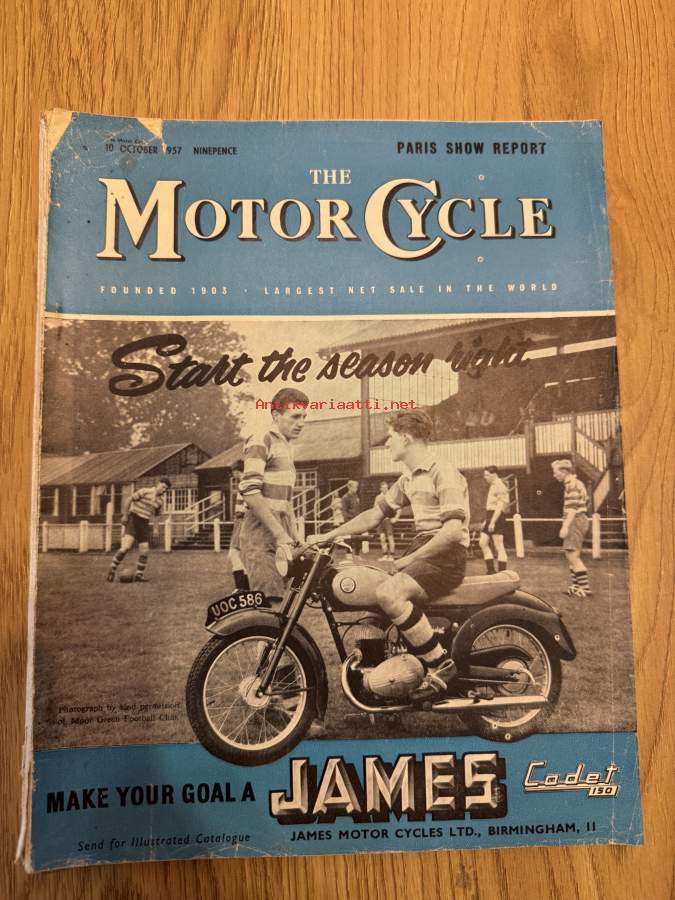 10 OCTOBER 1957 NINEPENCE
PARIS SHOW REPORT
THE
MOTOR CYCLE
FOUNDED 1903 · LARGEST NET SALE IN THE WORLD
Start the season right
Antikvariaatti.net
UOC 586
Photograph by kind permission
of Moor Green Football Club.
MAKE YOUR GOAL A JAMES Cadet
150
Send for Illustrated Catalogue
JAMES MOTOR CYCLES LTD., BIRMINGHAM, 11